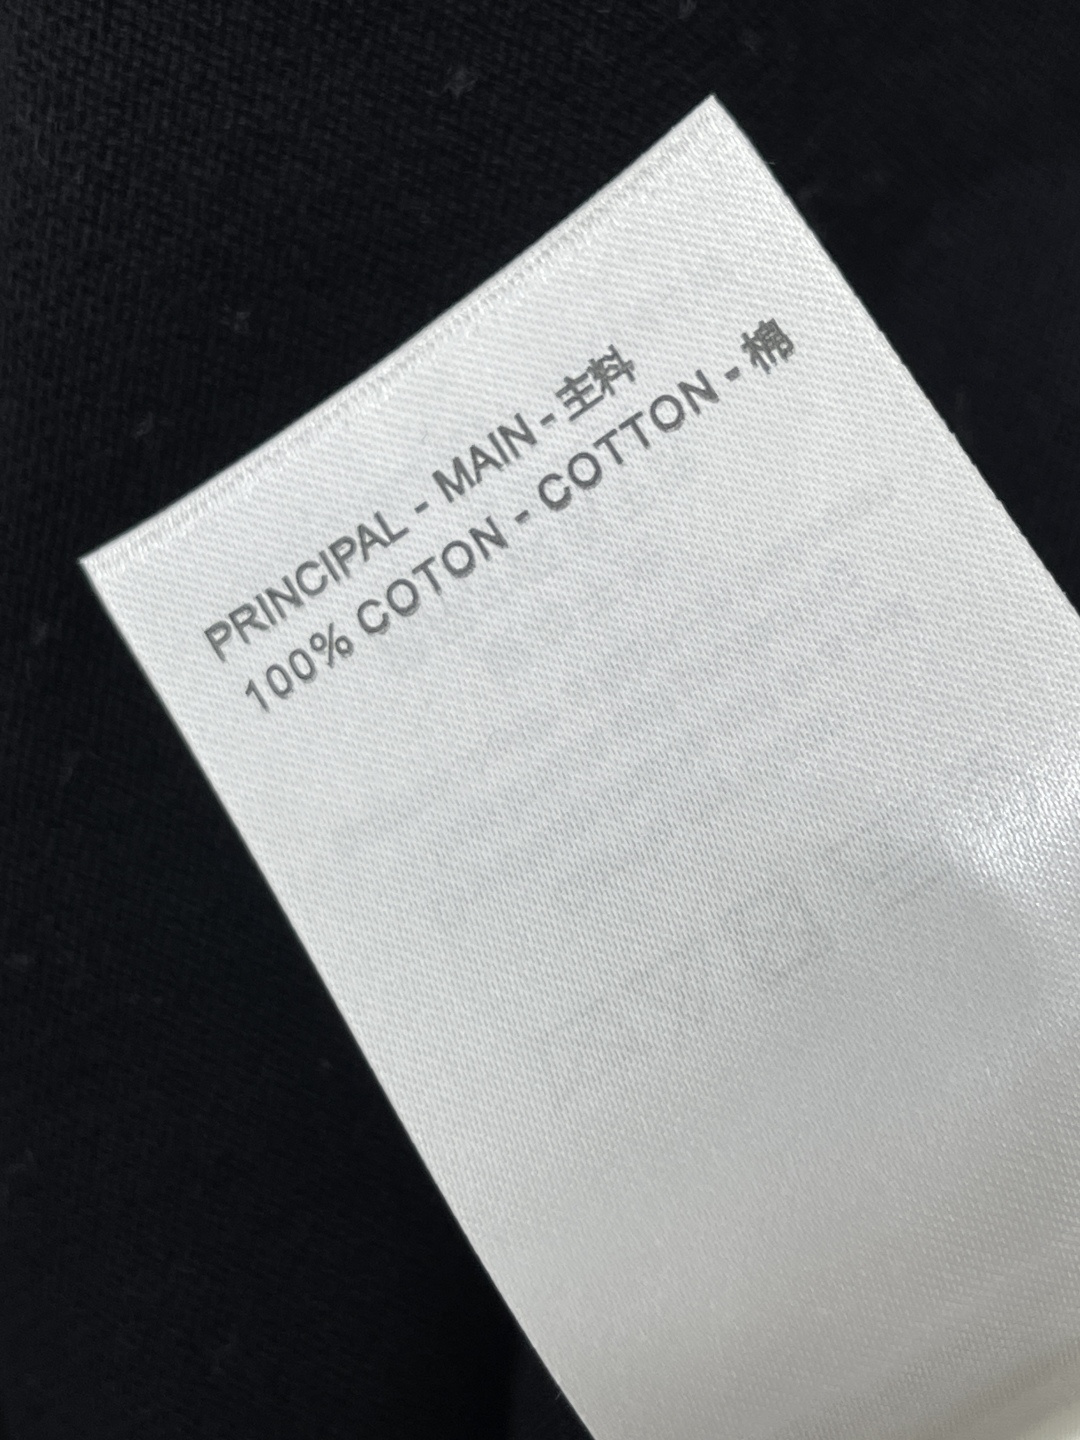 PRINCIPAL - MAIN - 主料
100% COTON - COTTON - 棉